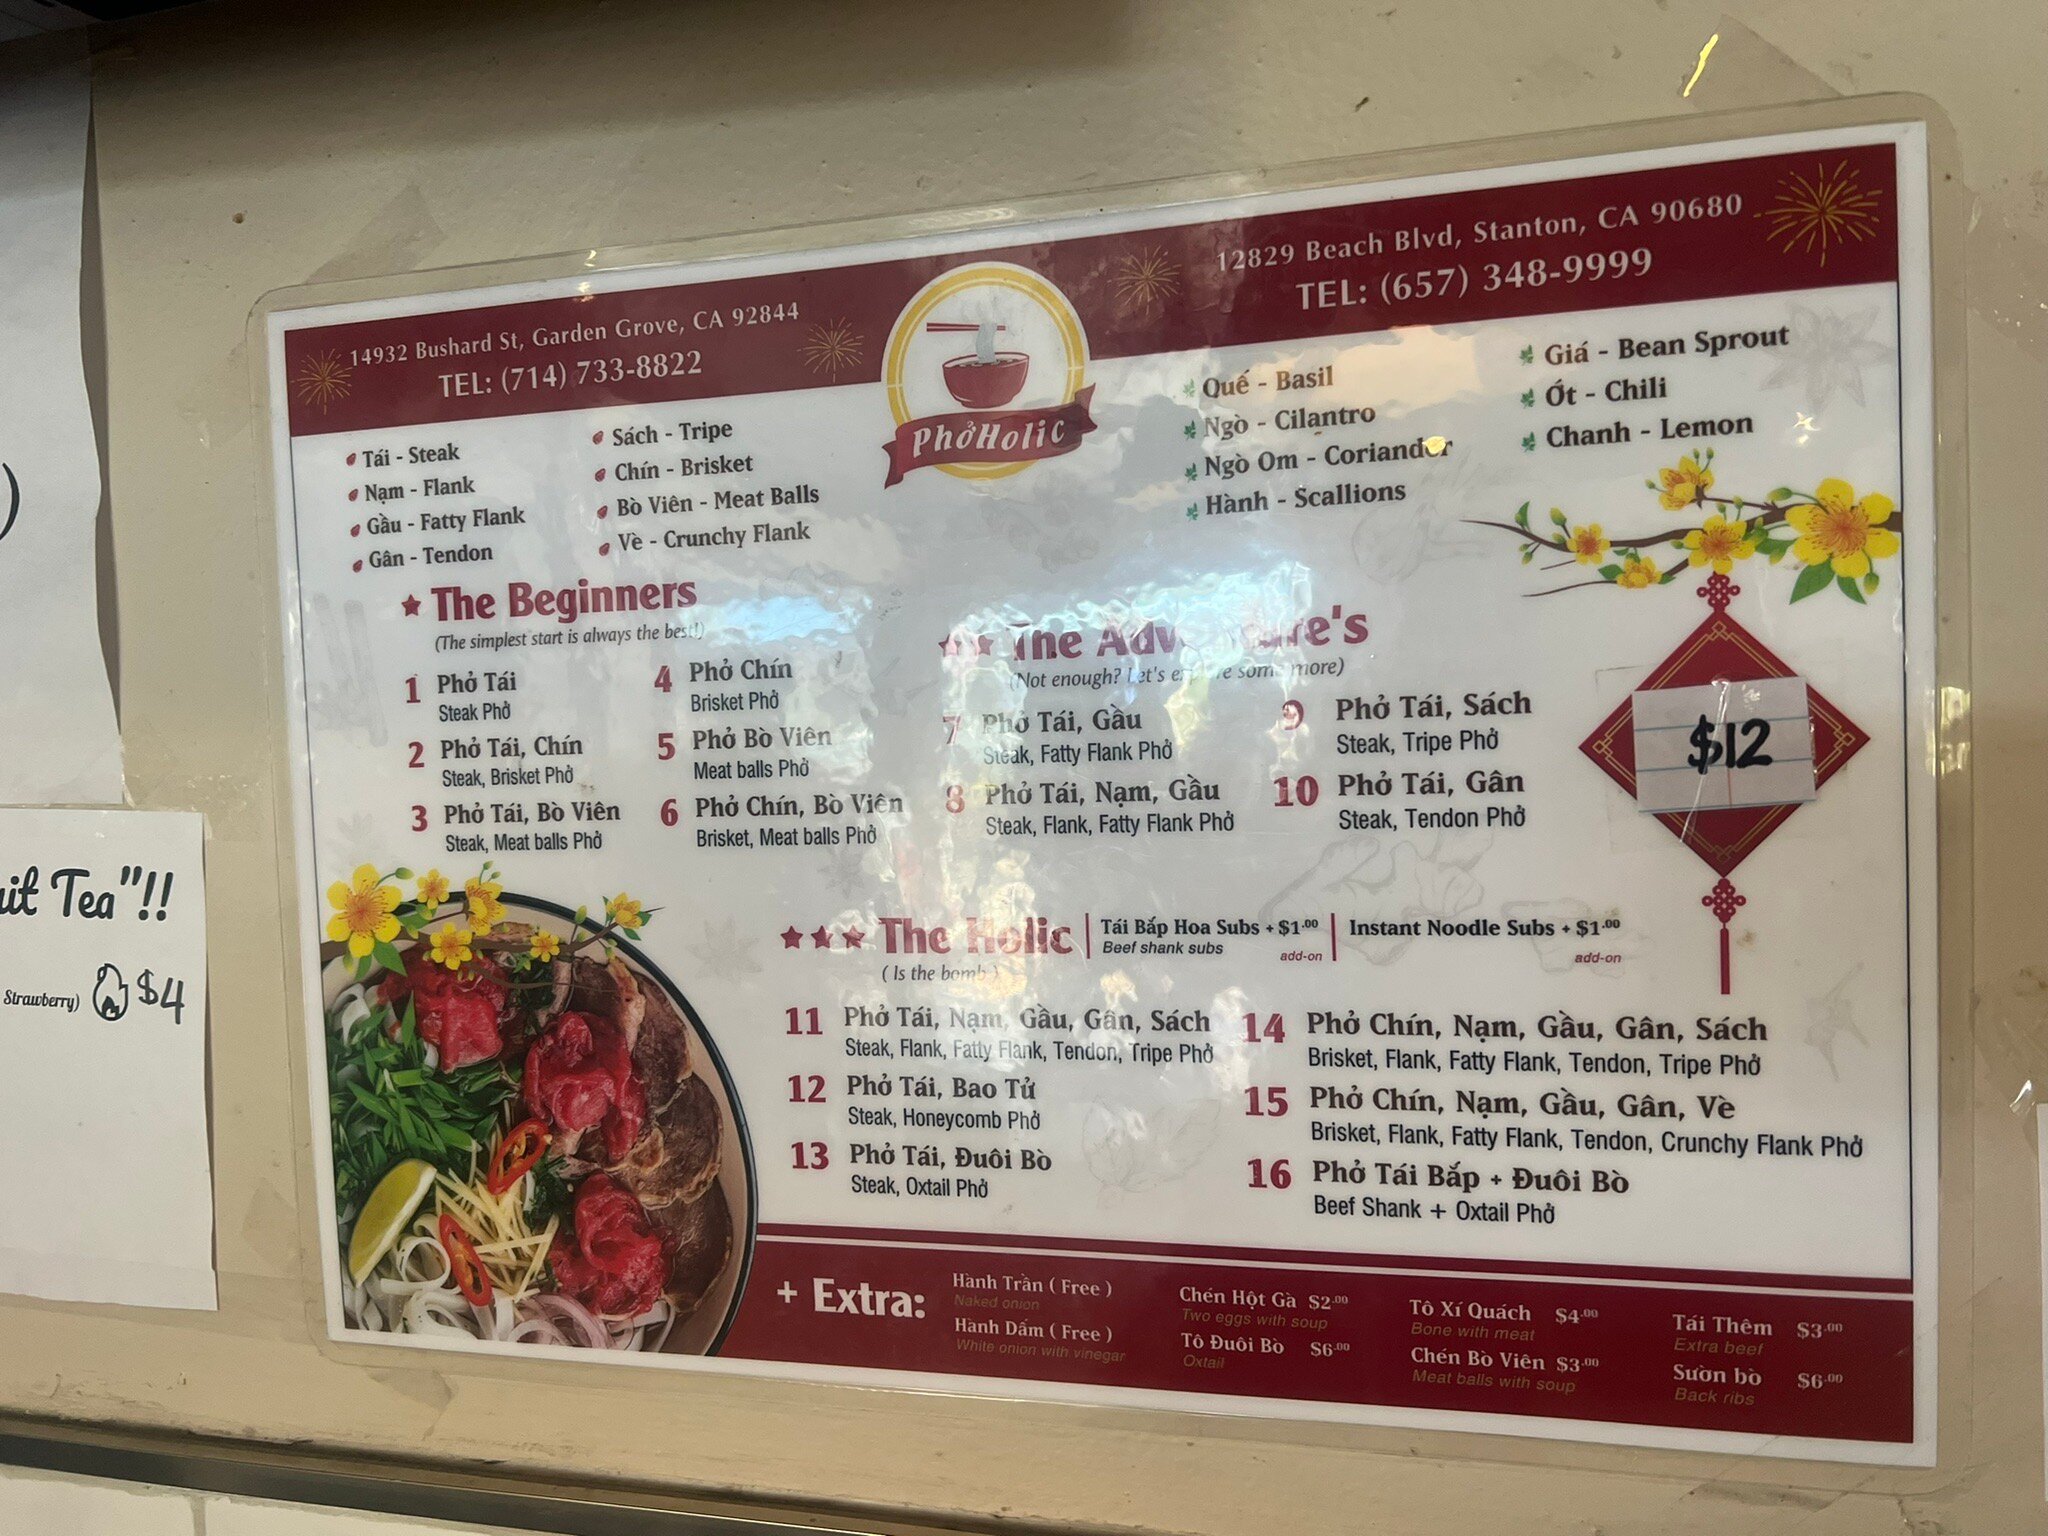 )
uit Tea"!!
Strawberry) $4
14932 Bushard St, Garden Grove, CA 92844
TEL: (714) 733-8822
PhởHolic
12829 Beach Blvd, Stanton, CA 90680
TEL: (657) 348-9999
Tái - Steak
Nạm - Flank
Gầu - Fatty Flank
Gân - Tendon
Sách - Tripe
Chín - Brisket
Bò Viên - Meat Balls
Vè - Crunchy Flank
Quế - Basil
Ngò - Cilantro
Ngò Om - Coriander
Hành - Scallions
Giá - Bean Sprout
Ớt - Chili
Chanh - Lemon
The Beginners
(The simplest start is always the best!)
1 Phở Tái
Steak Phở
2 Phở Tái, Chín
Steak, Brisket Phở
3 Phở Tái, Bò Viên
Steak, Meat balls Phở
4 Phở Chín
Brisket Phở
5 Phở Bò Viên
Meat balls Phở
6 Phở Chín, Bò Viên
Brisket, Meat balls Phở
The Adventure's
(Not enough? Let's explore some more)
7 Phở Tái, Gầu
Steak, Fatty Flank Phở
8 Phở Tái, Nạm, Gầu
Steak, Flank, Fatty Flank Phở
9 Phở Tái, Sách
Steak, Tripe Phở
10 Phở Tái, Gân
Steak, Tendon Phở
$12
The Holic
( Is the bomb )
Tái Bắp Hoa Subs + $1.00
Beef shank subs add-on
Instant Noodle Subs + $1.00
add-on
11 Phở Tái, Nạm, Gầu, Gân, Sách
Steak, Flank, Fatty Flank, Tendon, Tripe Phở
12 Phở Tái, Bao Tử
Steak, Honeycomb Phở
13 Phở Tái, Đuôi Bò
Steak, Oxtail Phở
14 Phở Chín, Nạm, Gầu, Gân, Sách
Brisket, Flank, Fatty Flank, Tendon, Tripe Phở
15 Phở Chín, Nạm, Gầu, Gân, Vè
Brisket, Flank, Fatty Flank, Tendon, Crunchy Flank Phở
16 Phở Tái Bắp + Đuôi Bò
Beef Shank + Oxtail Phở
+ Extra:
Hành Trần ( Free )
Naked onion
Hành Dấm ( Free )
White onion with vinegar
Chén Hột Gà $2.00
Two eggs with soup
Tô Đuôi Bò $6.00
Oxtail
Tô Xí Quách $4.00
Bone with meat
Chén Bò Viên $3.00
Meat balls with soup
Tái Thêm $3.00
Extra beef
Sườn bò $6.00
Back ribs